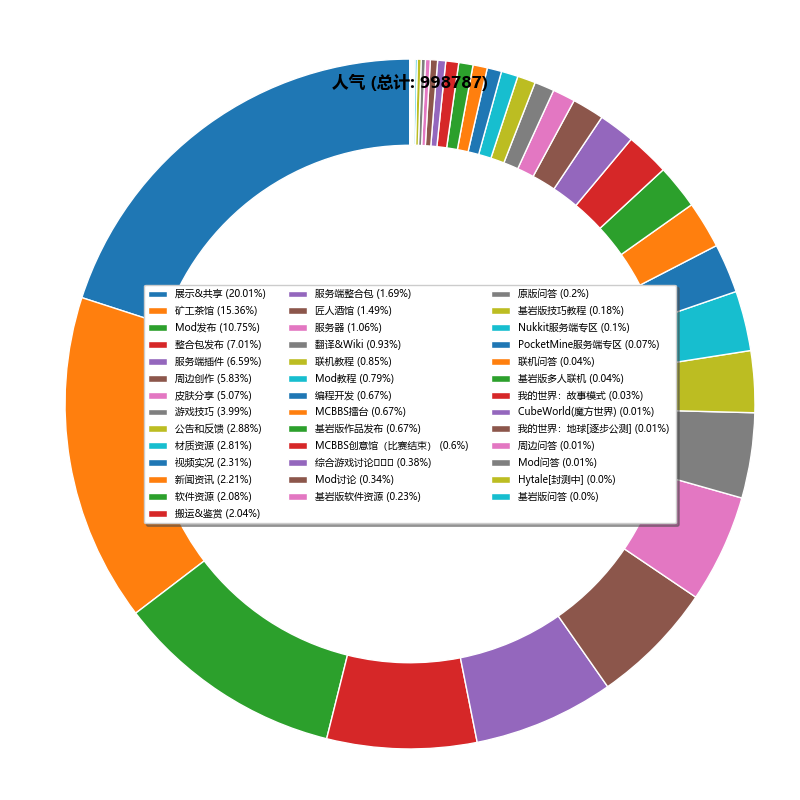 人气 (总计: 998787)
展示&共享 (20.01%)
矿工茶馆 (15.36%)
Mod发布 (10.75%)
整合包发布 (7.01%)
服务端插件 (6.59%)
周边创作 (5.83%)
皮肤分享 (5.07%)
游戏技巧 (3.99%)
公告和反馈 (2.88%)
材质资源 (2.81%)
视频实况 (2.31%)
新闻资讯 (2.21%)
软件资源 (2.08%)
搬运&鉴赏 (2.04%)
服务端整合包 (1.69%)
匠人酒馆 (1.49%)
服务器 (1.06%)
翻译&Wiki (0.93%)
联机教程 (0.85%)
Mod教程 (0.79%)
编程开发 (0.67%)
MCBBS擂台 (0.67%)
基岩版作品发布 (0.67%)
MCBBS创意馆（比赛结束） (0.6%)
综合游戏讨论▯▯▯ (0.38%)
Mod讨论 (0.34%)
基岩版软件资源 (0.23%)
原版问答 (0.2%)
基岩版技巧教程 (0.18%)
Nukkit服务端专区 (0.1%)
PocketMine服务端专区 (0.07%)
联机问答 (0.04%)
基岩版多人联机 (0.04%)
我的世界：故事模式 (0.03%)
CubeWorld(魔方世界) (0.01%)
我的世界：地球[逐步公测] (0.01%)
周边问答 (0.01%)
Mod问答 (0.01%)
Hytale[封测中] (0.0%)
基岩版问答 (0.0%)